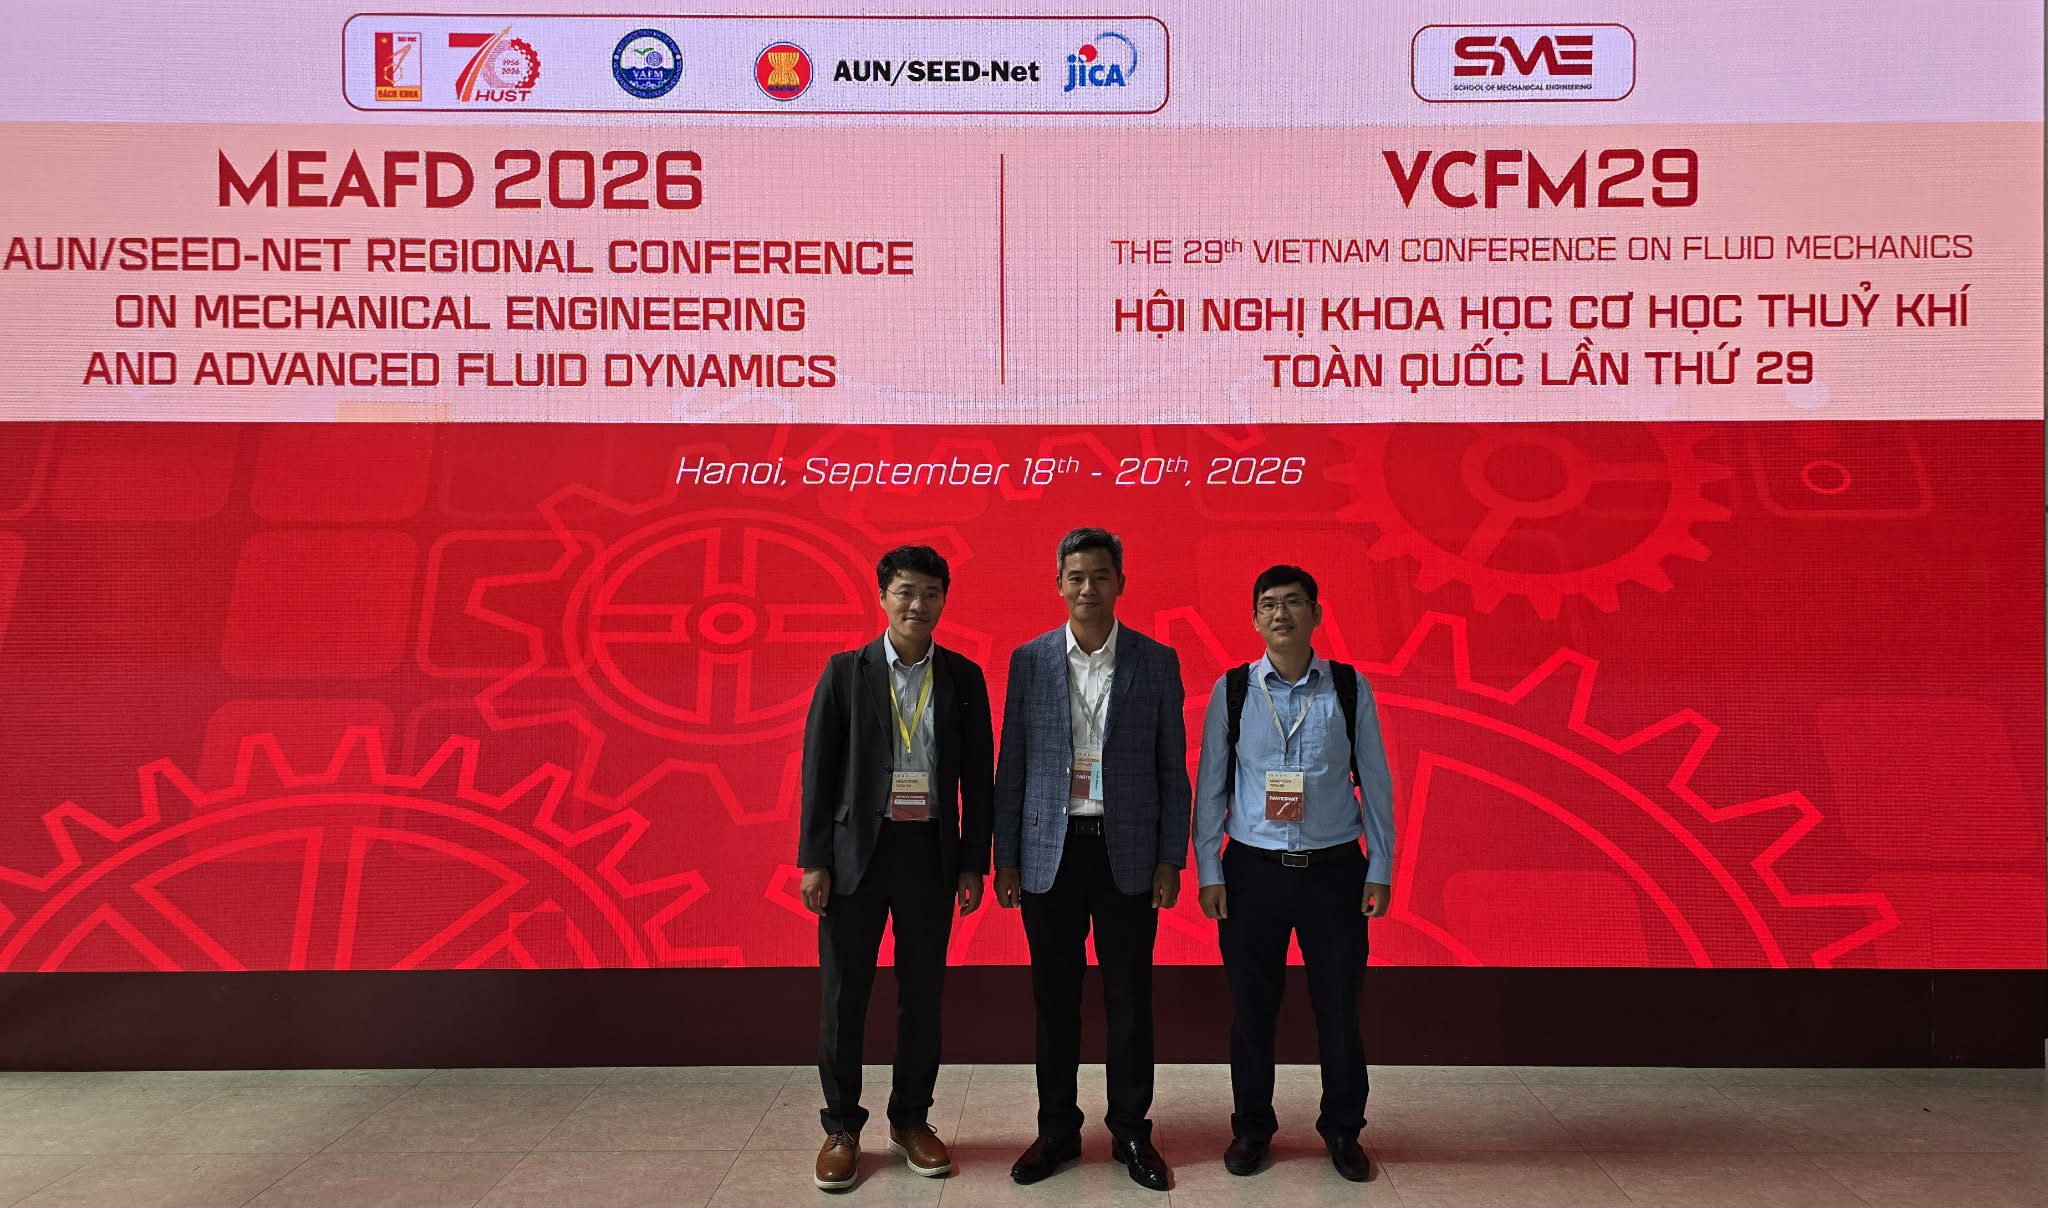 ĐẠI HỌC
BÁCH KHOA
70
1956
2026
HUST
VAFM
AUN/SEED-Net
jICA
SME
SCHOOL OF MECHANICAL ENGINEERING
MEAFD 2026
AUN/SEED-NET REGIONAL CONFERENCE
ON MECHANICAL ENGINEERING
AND ADVANCED FLUID DYNAMICS
VCFM29
THE 29th VIETNAM CONFERENCE ON FLUID MECHANICS
HỘI NGHỊ KHOA HỌC CƠ HỌC THUỶ KHÍ
TOÀN QUỐC LẦN THỨ 29
Hanoi, September 18th - 20th, 2026
PARTICIPANT